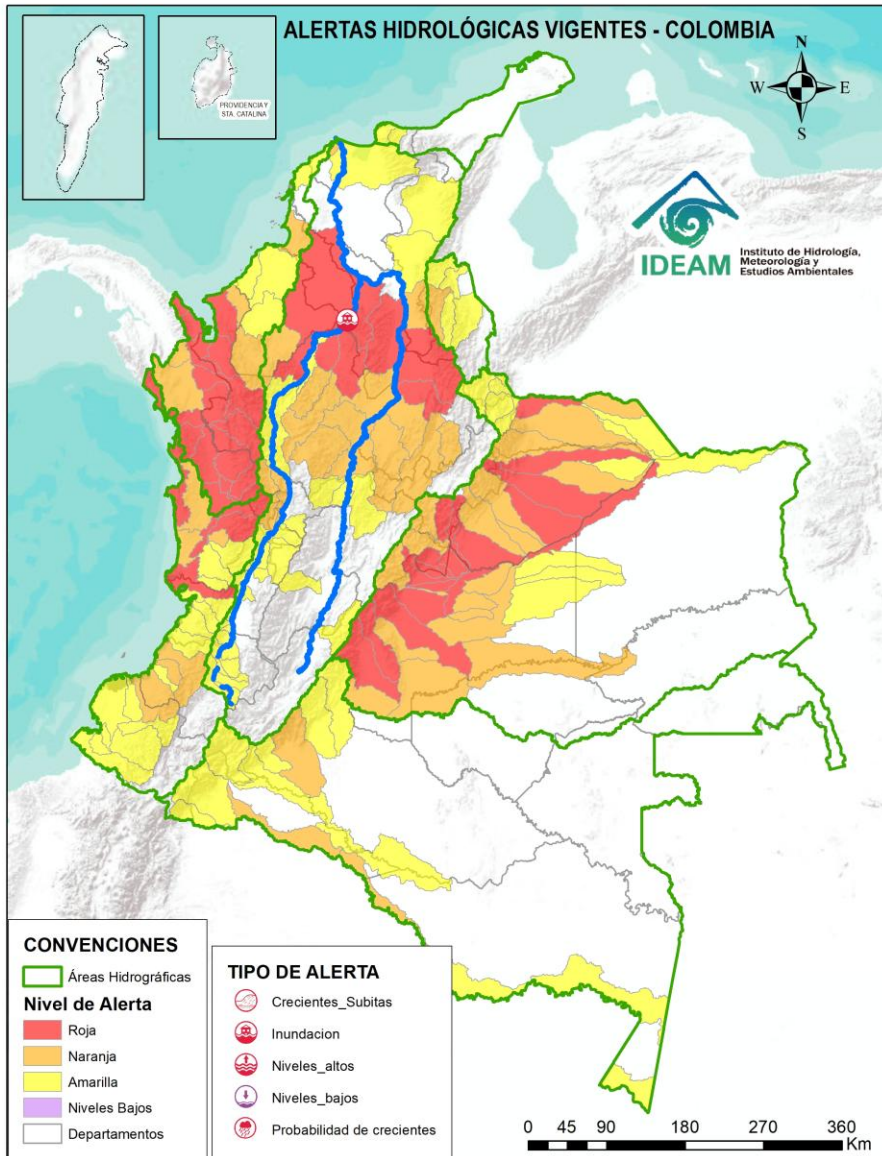 ALERTAS HIDROLÓGICAS VIGENTES - COLOMBIA
PROVIDENCIA Y
STA. CATALINA
N
W
E
S
IDEAM
Instituto de Hidrología,
Meteorología y
Estudios Ambientales
CONVENCIONES
Áreas Hidrográficas
Nivel de Alerta
Roja
Naranja
Amarilla
Niveles Bajos
Departamentos
TIPO DE ALERTA
Crecientes_Subitas
Inundacion
Niveles_altos
Niveles_bajos
Probabilidad de crecientes
0 45 90 180 270 360
Km